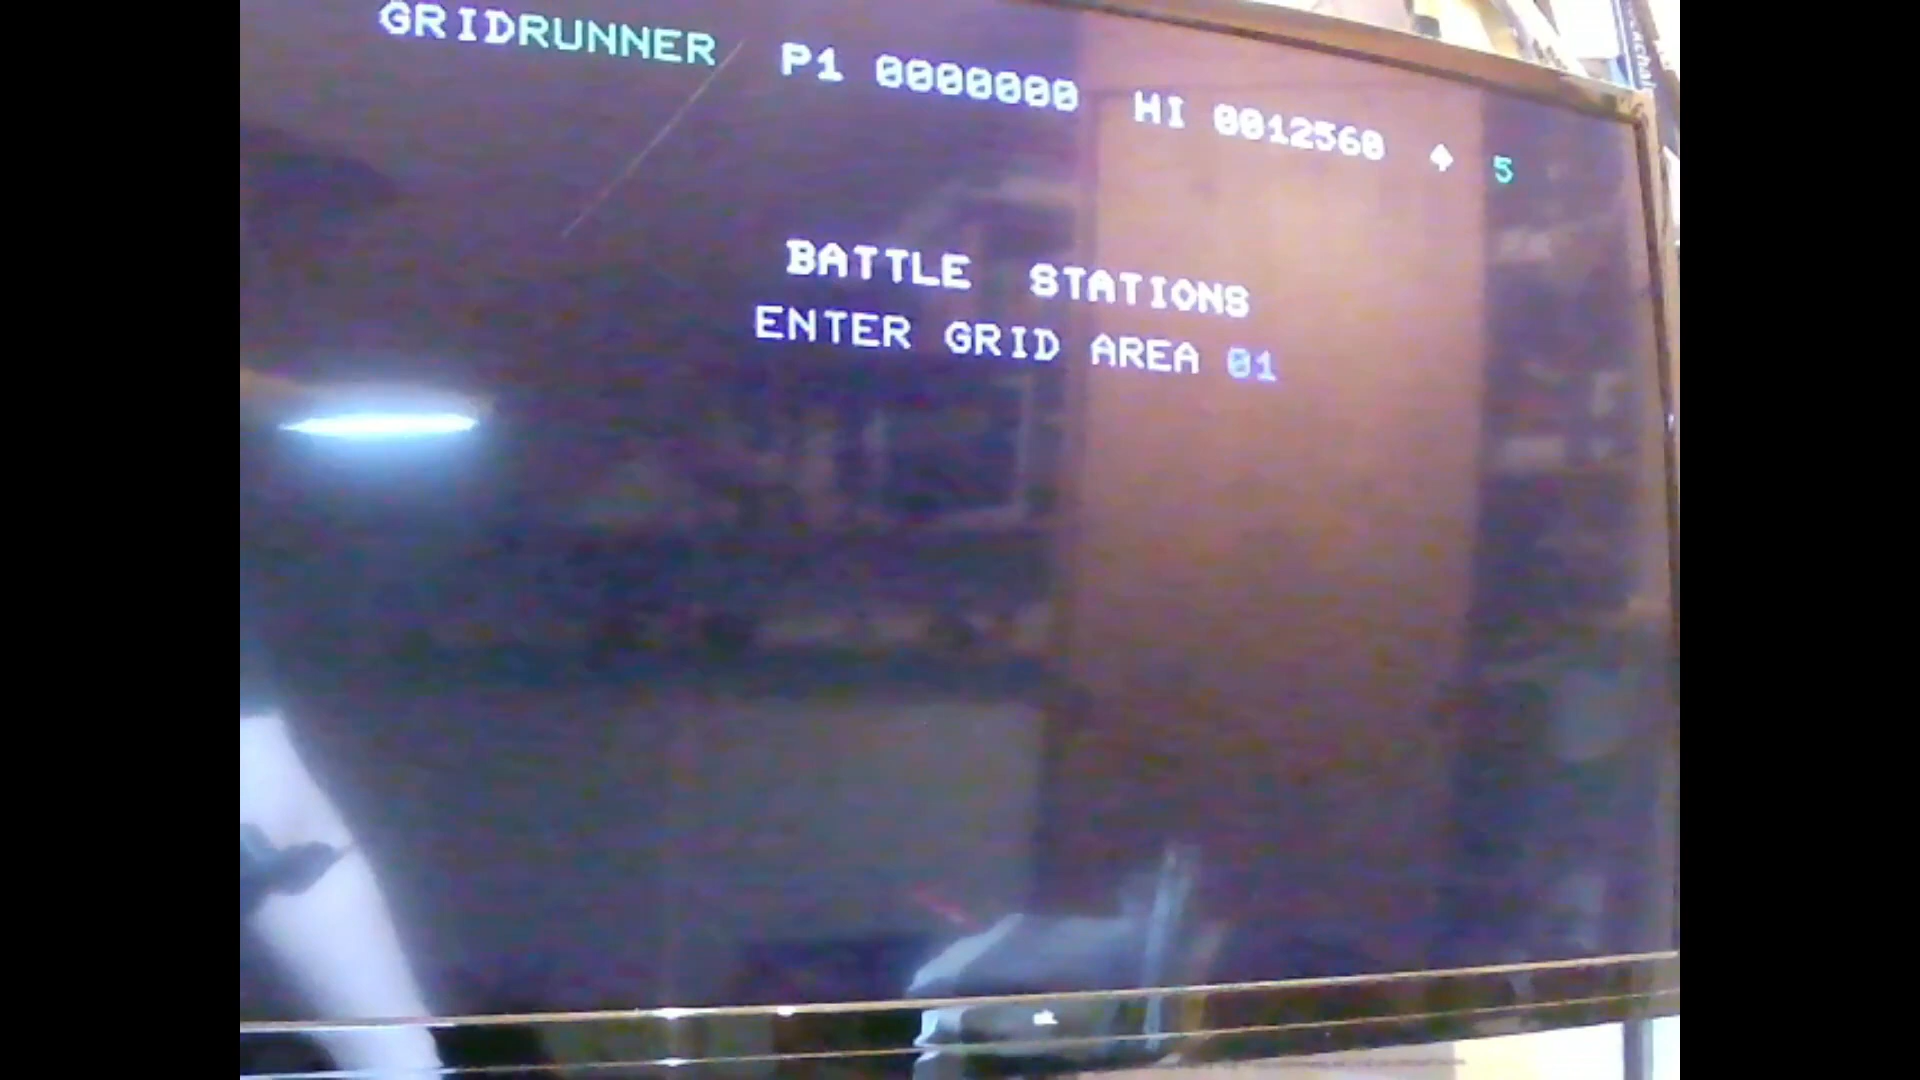 GRIDRUNNER P1 0000000 HI 0012560 5
BATTLE STATIONS
ENTER GRID AREA 01